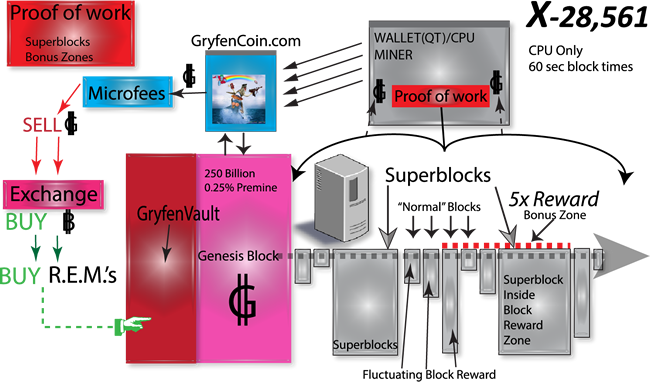 Proof of work
Superblocks
Bonus Zones
GryfenCoin.com
WALLET(QT)/CPU
MINER
Proof of work
X-28,561
CPU Only
60 sec block times
Microfees
SELL
Exchange
BUY
BUY R.E.M.'s
GryfenVault
250 Billion
0.25% Premine
Genesis Block
Superblocks
"Normal" Blocks
5x Reward
Bonus Zone
Superblocks
Superblock
Inside
Block
Reward
Zone
Fluctuating Block Reward